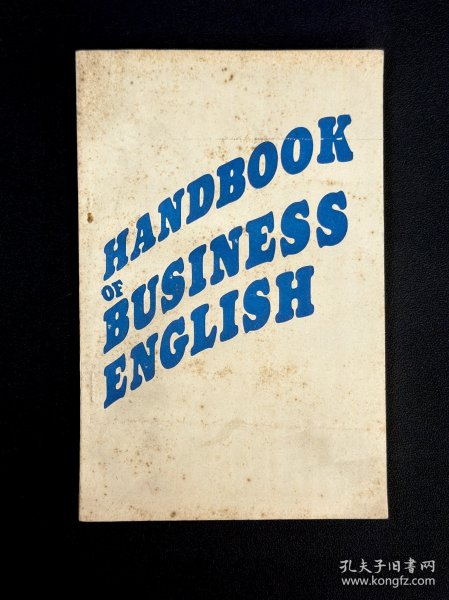 HANDBOOK
OF
BUSINESS
ENGLISH
孔夫子旧书网
www.kongfz.com